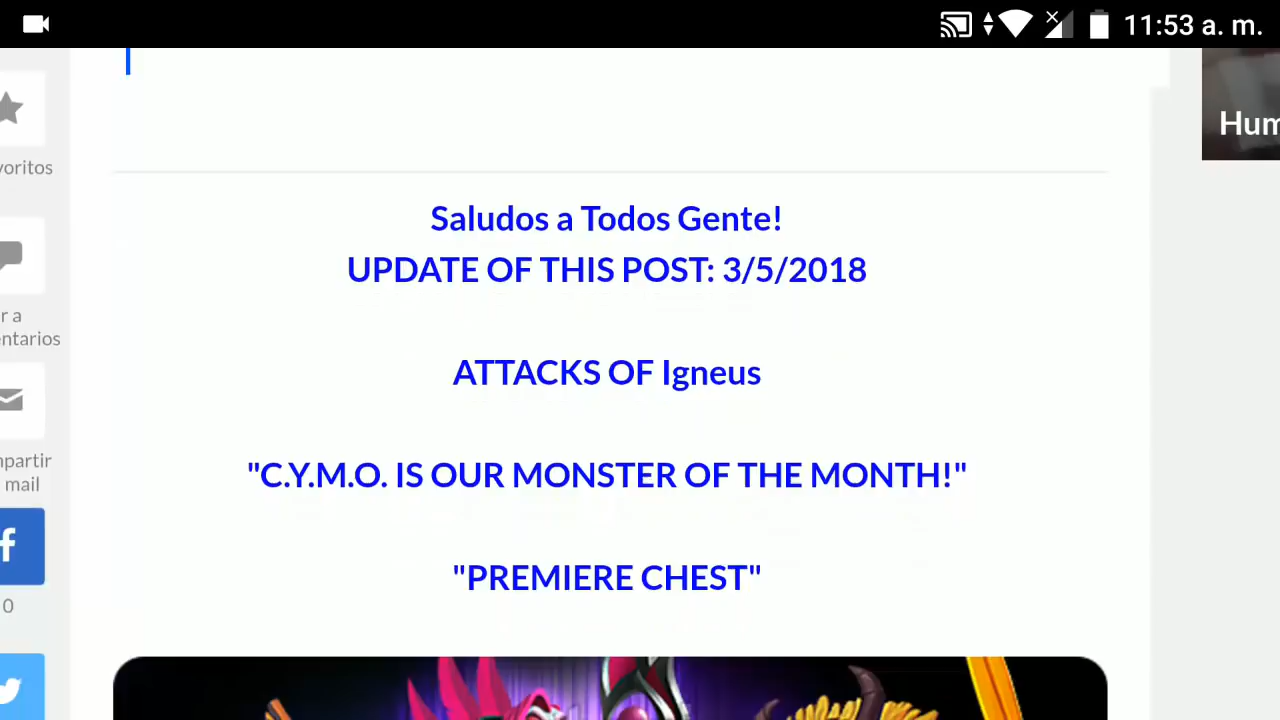 11:53 a. m.
Hum
voritos
Saludos a Todos Gente!
UPDATE OF THIS POST: 3/5/2018
r a
entarios
ATTACKS OF Igneus
mpartir
mail
"C.Y.M.O. IS OUR MONSTER OF THE MONTH!"
f
0
"PREMIERE CHEST"